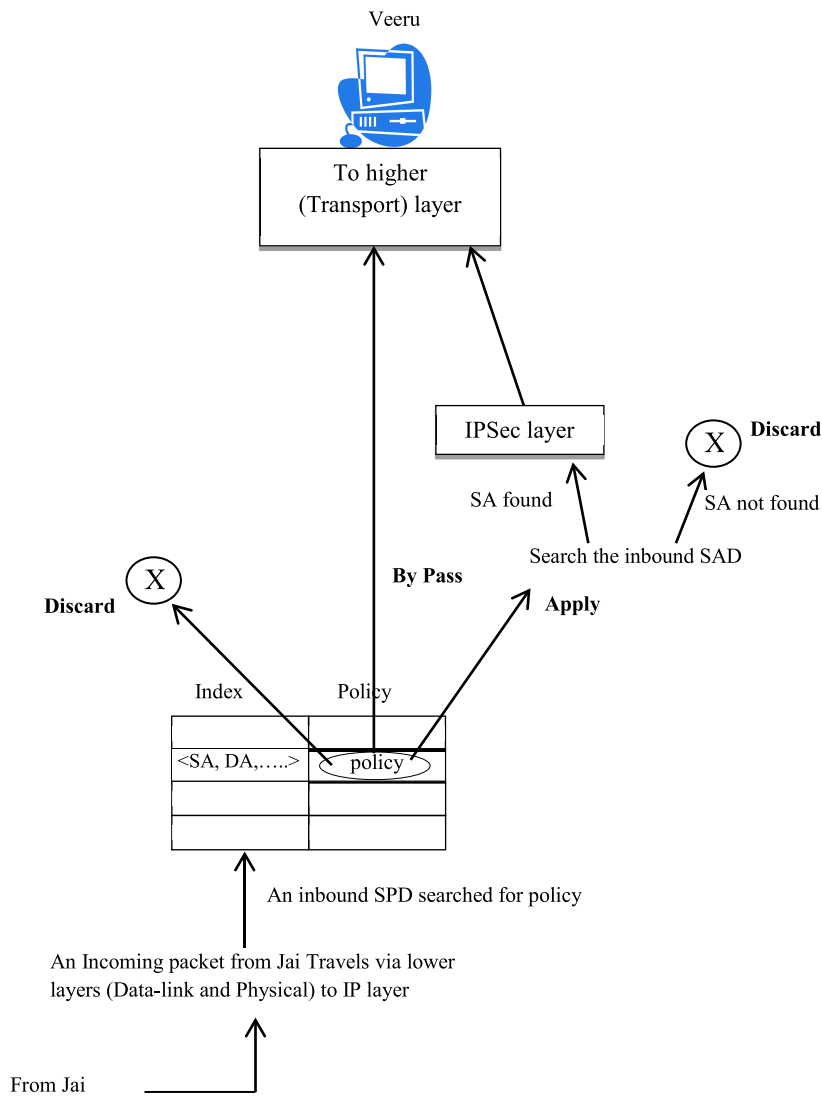 Veeru
To higher
(Transport) layer
IPSec layer
X
Discard
SA found
SA not found
Search the inbound SAD
X
Discard
By Pass
Apply
Index
Policy
<SA, DA,…..>
policy
An inbound SPD searched for policy
An Incoming packet from Jai Travels via lower
layers (Data-link and Physical) to IP layer
From Jai